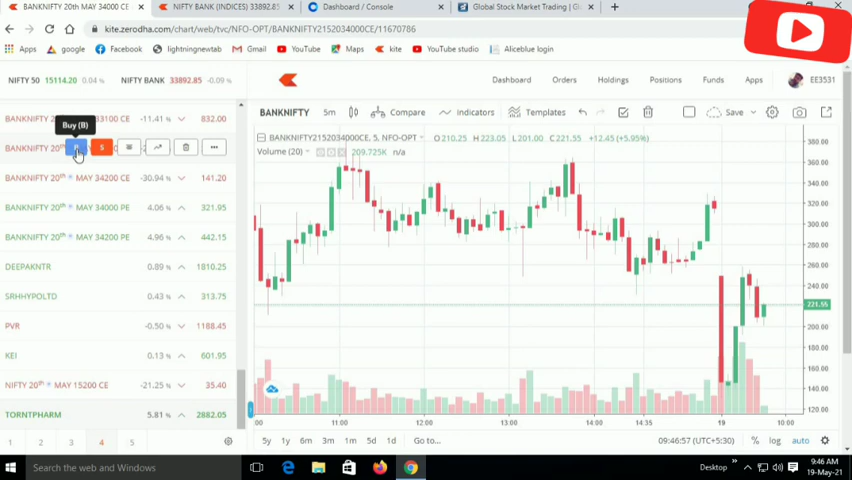 BANKNIFTY 20th MAY 34000 CE
NIFTY BANK (INDICES) 33892.85
Dashboard / Console
Global Stock Market Trading |
kite.zerodha.com/chart/web/tvc/NFO-OPT/BANKNIFTY2152034000CE/11670786
Apps google Facebook lightningnewtab Gmail YouTube Maps kite YouTube studio Aliceblue login
NIFTY 50 15114.20 0.04 % NIFTY BANK 33892.85 -0.09 %
Dashboard Orders Holdings Positions Funds Apps EE3531
33100 CE -11.41 % 832.00
Buy (B)
BANKNIFTY 20th B S
BANKNIFTY 20th MAY 34200 CE -30.94 % 141.20
BANKNIFTY 20th MAY 34000 PE 4.06 % 321.95
BANKNIFTY 20th MAY 34200 PE 4.96 % 442.15
DEEPAKNTR 0.89 % 1810.25
SRHHYPOLTD 0.43 % 313.75
PVR -0.50 % 1188.45
KEI 0.13 % 601.95
NIFTY 20th MAY 15200 CE -21.25 % 35.40
TORNTPHARM 5.81 % 2882.05
1 2 3 4 5
BANKNIFTY 5m Compare Indicators Templates Save
BANKNIFTY2152034000CE, 5, NFO-OPT O 210.25 H 223.05 L 201.00 C 221.55 +12.45 (+5.95%)
Volume (20) 209.725K n/a
380.00
360.00
340.00
320.00
300.00
280.00
260.00
240.00
221.55
200.00
180.00
160.00
140.00
120.00
:00 11:00 12:00 13:00 14:00 14:35 19 10:00
5y 1y 6m 3m 1m 5d 1d Go to... 09:46:57 (UTC+5:30) % log auto
Search the web and Windows
Desktop
9:46 AM
19-May-21